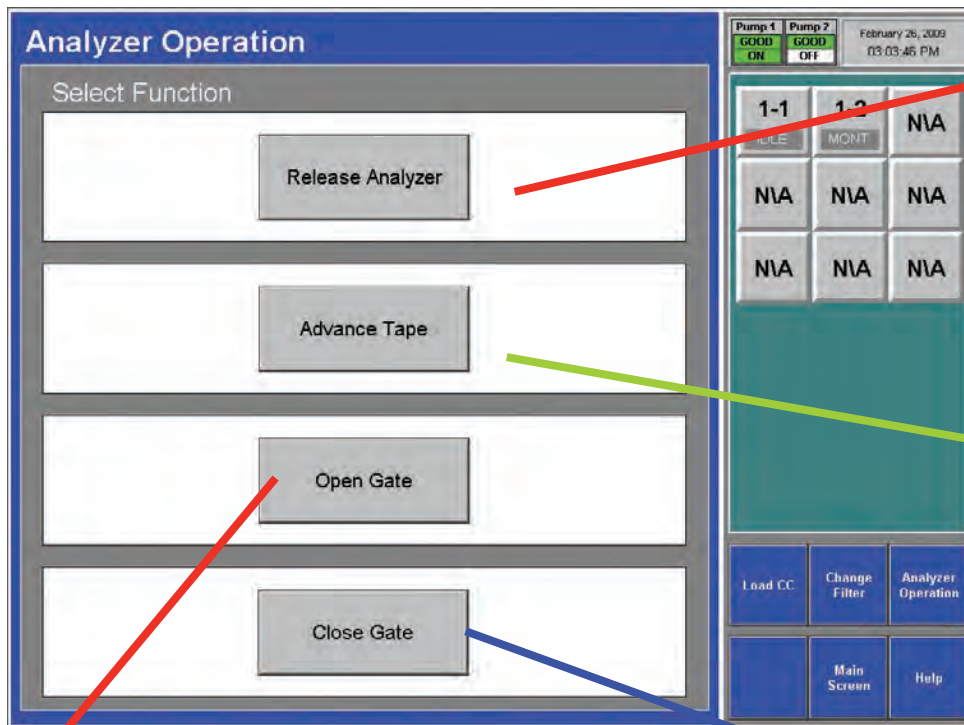 Analyzer Operation
Select Function
Release Analyzer
Advance Tape
Open Gate
Close Gate
Pump 1 Pump 2
GOOD GOOD
ON OFF
February 26, 2009
03:03:46 PM
1-1 1-2 N\A
IDLE MONT
N\A N\A N\A
N\A N\A N\A
Load CC
Change
Filter
Analyzer
Operation
Main
Screen
Help